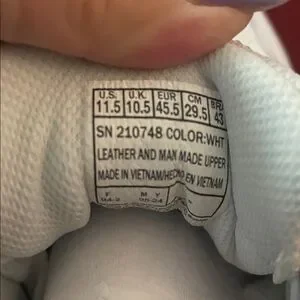 U.S. U.K. EUR CM BRA
11.5 10.5 45.5 29.5 43
SN 210748 COLOR:WHT
LEATHER AND MAN MADE UPPER
MADE IN VIETNAM/HECHO EN VIETNAM
F M Y